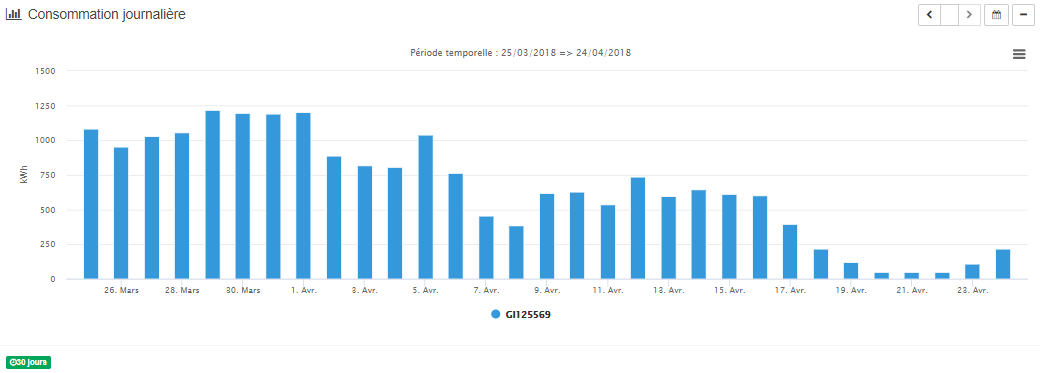 Consommation journalière
Période temporelle : 25/03/2018 => 24/04/2018
1500
1250
1000
750
500
250
0
kWh
26. Mars 28. Mars 30. Mars 1. Avr. 3. Avr. 5. Avr. 7. Avr. 9. Avr. 11. Avr. 13. Avr. 15. Avr. 17. Avr. 19. Avr. 21. Avr. 23. Avr.
GI125569
30 jours